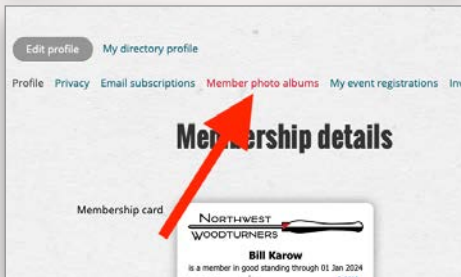 Edit profile My directory profile
Profile Privacy Email subscriptions Member photo albums My event registrations
Membership details
Membership card
NORTHWEST
WOODTURNERS
Bill Karow
is a member in good standing through 01 Jan 2024